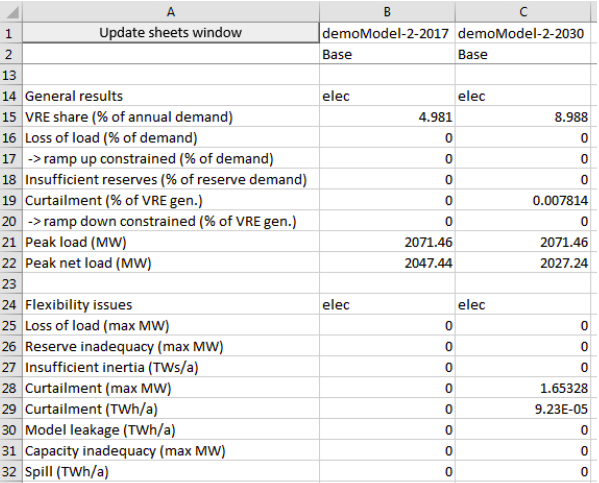 A B C
1 Update sheets window demoModel-2-2017 demoModel-2-2030
2 Base Base
13
14 General results elec elec
15 VRE share (% of annual demand) 4.981 8.988
16 Loss of load (% of demand) 0 0
17 -> ramp up constrained (% of demand) 0 0
18 Insufficient reserves (% of reserve demand) 0 0
19 Curtailment (% of VRE gen.) 0 0.007814
20 -> ramp down constrained (% of VRE gen.) 0 0
21 Peak load (MW) 2071.46 2071.46
22 Peak net load (MW) 2047.44 2027.24
23
24 Flexibility issues elec elec
25 Loss of load (max MW) 0 0
26 Reserve inadequacy (max MW) 0 0
27 Insufficient inertia (TWs/a) 0 0
28 Curtailment (max MW) 0 1.65328
29 Curtailment (TWh/a) 0 9.23E-05
30 Model leakage (TWh/a) 0 0
31 Capacity inadequacy (max MW) 0 0
32 Spill (TWh/a) 0 0